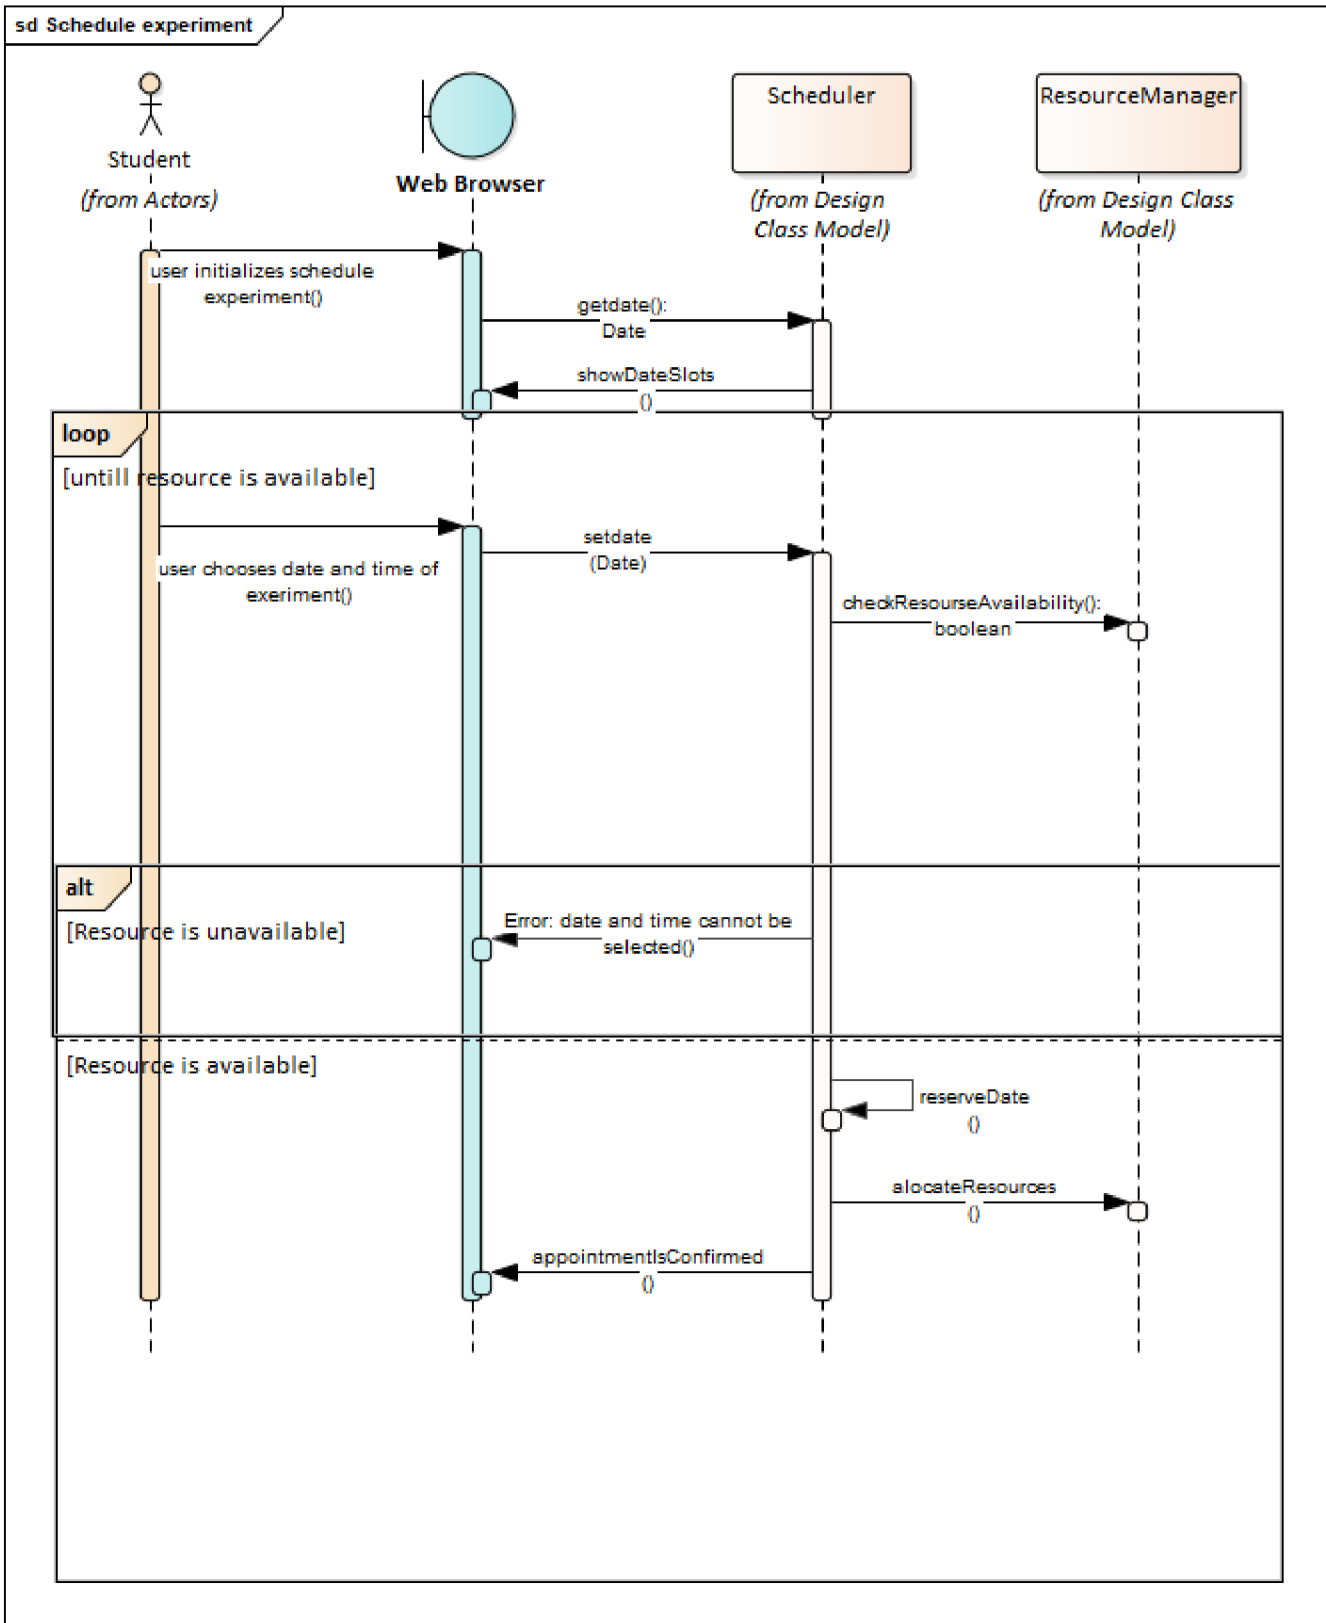 sd Schedule experiment
Student
(from Actors)
Web Browser
Scheduler
(from Design
Class Model)
ResourceManager
(from Design Class
Model)
user initializes schedule
experiment()
getdate():
Date
showDateSlots
()
loop
[untill resource is available]
user chooses date and time of
exeriment()
setdate
(Date)
checkResourseAvailability():
boolean
alt
[Resource is unavailable]
Error: date and time cannot be
selected()
[Resource is available]
reserveDate
()
alocateResources
()
appointmentIsConfirmed
()